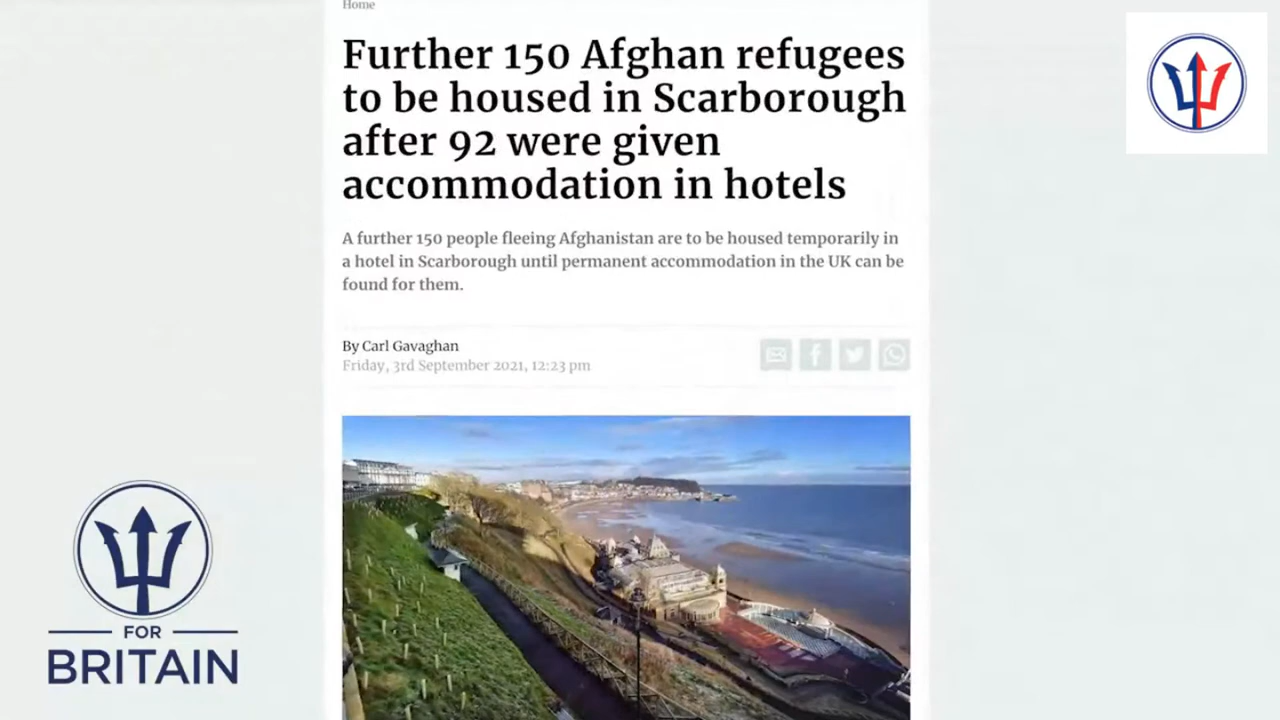 Home
Further 150 Afghan refugees
to be housed in Scarborough
after 92 were given
accommodation in hotels
A further 150 people fleeing Afghanistan are to be housed temporarily in
a hotel in Scarborough until permanent accommodation in the UK can be
found for them.
By Carl Gavaghan
Friday, 3rd September 2021, 12:23 pm
FOR
BRITAIN